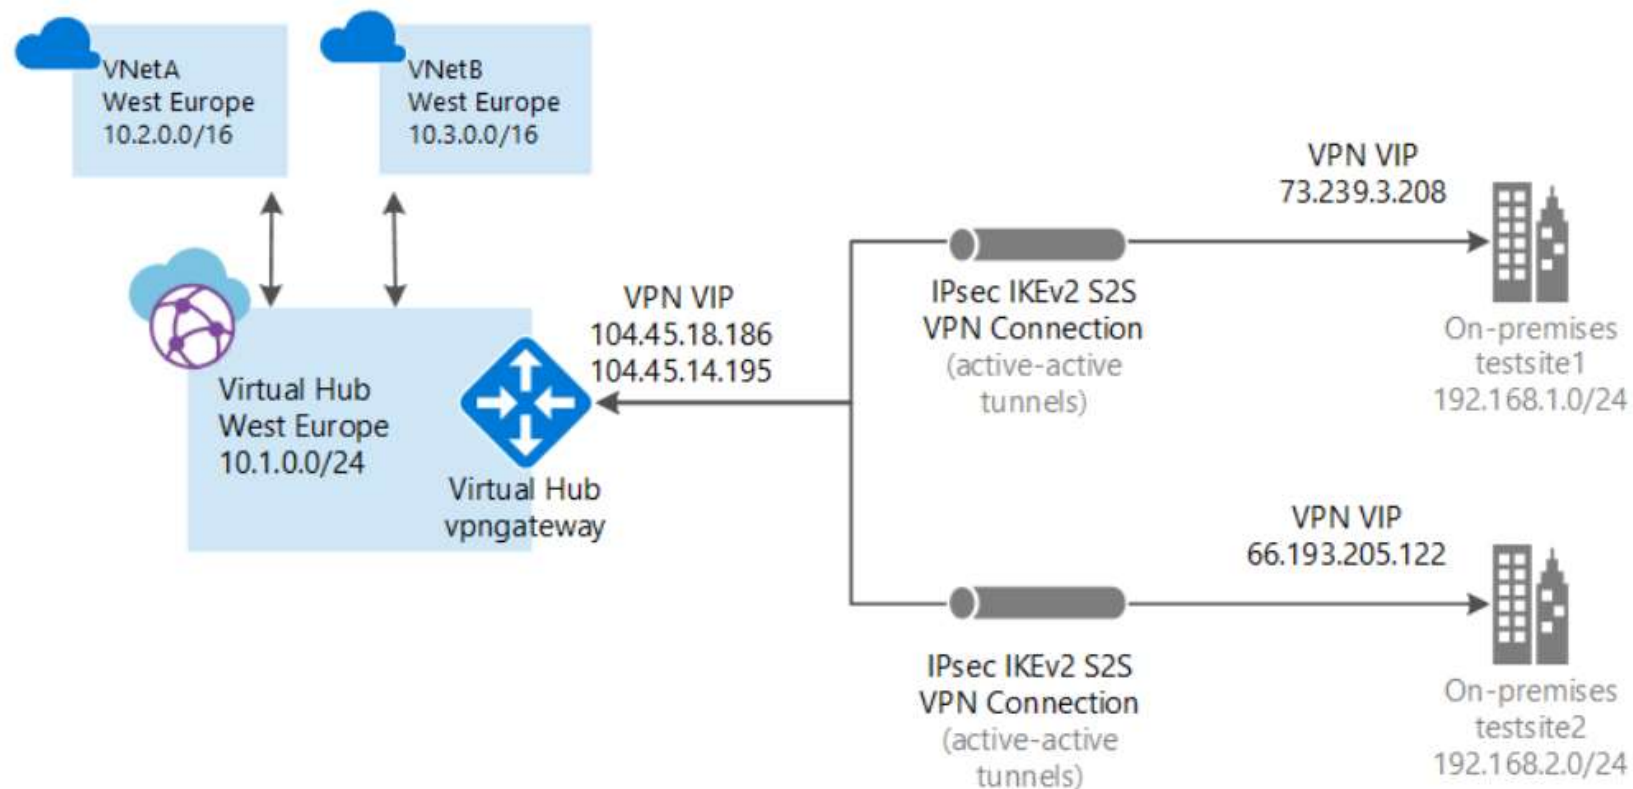 VNetA
West Europe
10.2.0.0/16
VNetB
West Europe
10.3.0.0/16
Virtual Hub
West Europe
10.1.0.0/24
Virtual Hub
vpngateway
VPN VIP
104.45.18.186
104.45.14.195
IPsec IKEv2 S2S
VPN Connection
(active-active
tunnels)
VPN VIP
73.239.3.208
On-premises
testsite1
192.168.1.0/24
IPsec IKEv2 S2S
VPN Connection
(active-active
tunnels)
VPN VIP
66.193.205.122
On-premises
testsite2
192.168.2.0/24